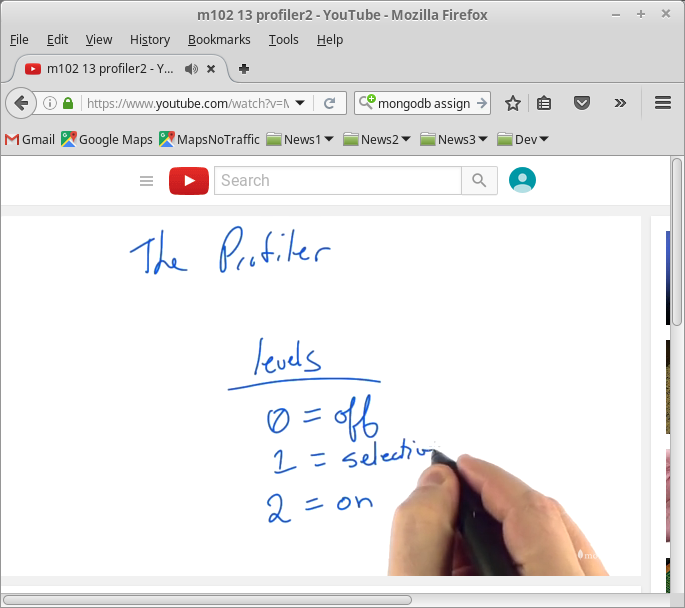 m102 13 profiler2 - YouTube - Mozilla Firefox
File Edit View History Bookmarks Tools Help
m102 13 profiler2 - Y...
https://www.youtube.com/watch?v=M mongodb assign
Gmail Google Maps MapsNoTraffic News1 News2 News3 Dev
Search
The Profiler
levels
0 = off
1 = selectiv
2 = on